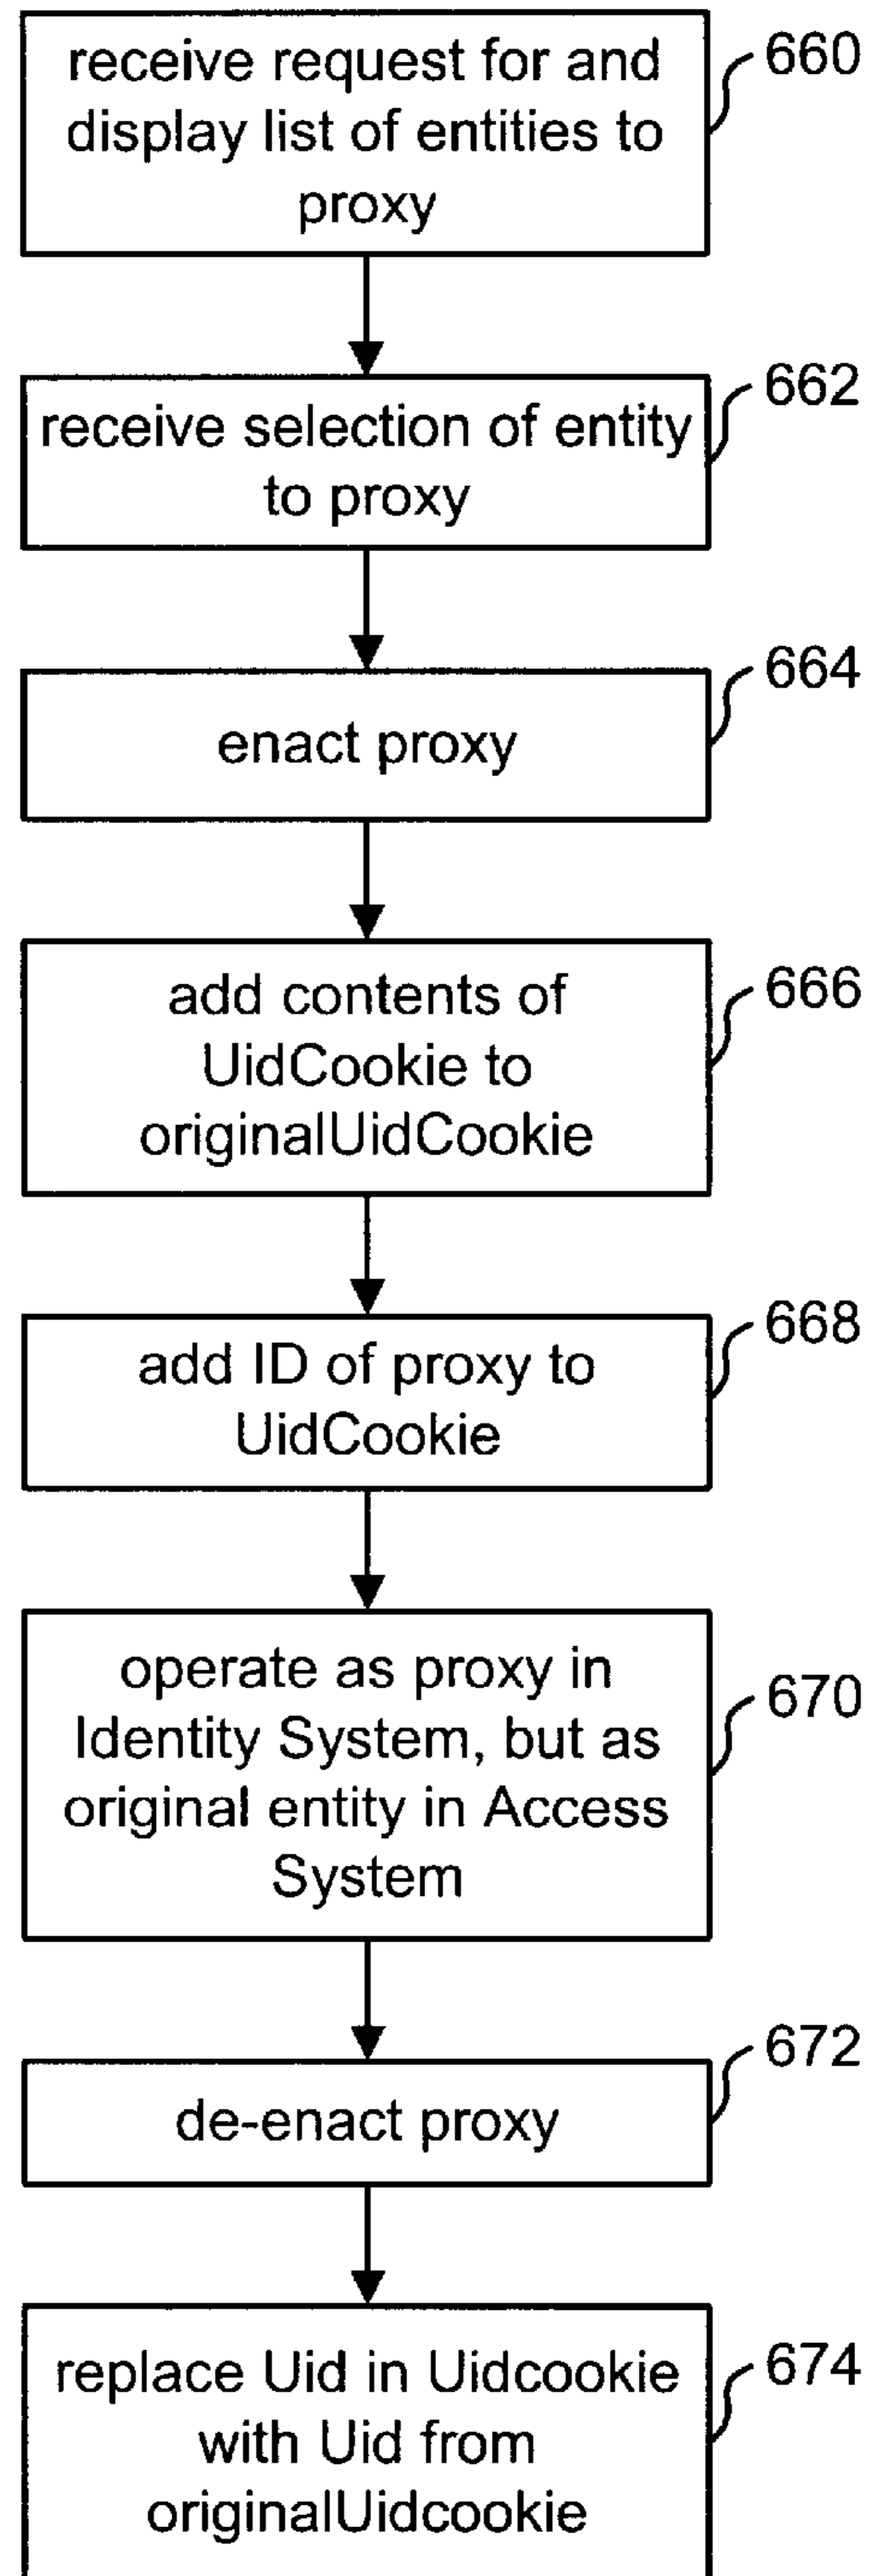 receive request for and
display list of entities to
proxy
660
receive selection of entity
to proxy
662
enact proxy
664
add contents of
UidCookie to
originalUidCookie
666
add ID of proxy to
UidCookie
668
operate as proxy in
Identity System, but as
original entity in Access
System
670
de-enact proxy
672
replace Uid in Uidcookie
with Uid from
originalUidcookie
674